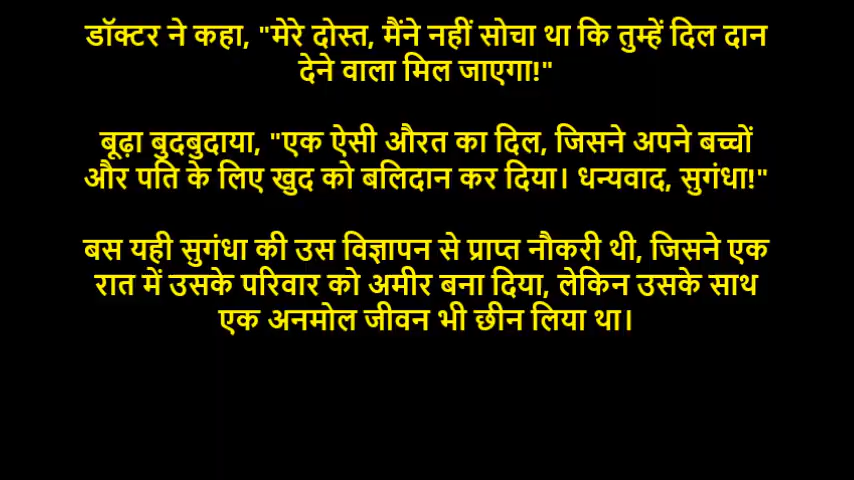 डॉक्टर ने कहा, "मेरे दोस्त, मैंने नहीं सोचा था कि तुम्हें दिल दान
देने वाला मिल जाएगा!"
बूढ़ा बुदबुदाया, "एक ऐसी औरत का दिल, जिसने अपने बच्चों
और पति के लिए खुद को बलिदान कर दिया। धन्यवाद, सुगंधा!"
बस यही सुगंधा की उस विज्ञापन से प्राप्त नौकरी थी, जिसने एक
रात में उसके परिवार को अमीर बना दिया, लेकिन उसके साथ
एक अनमोल जीवन भी छीन लिया था।